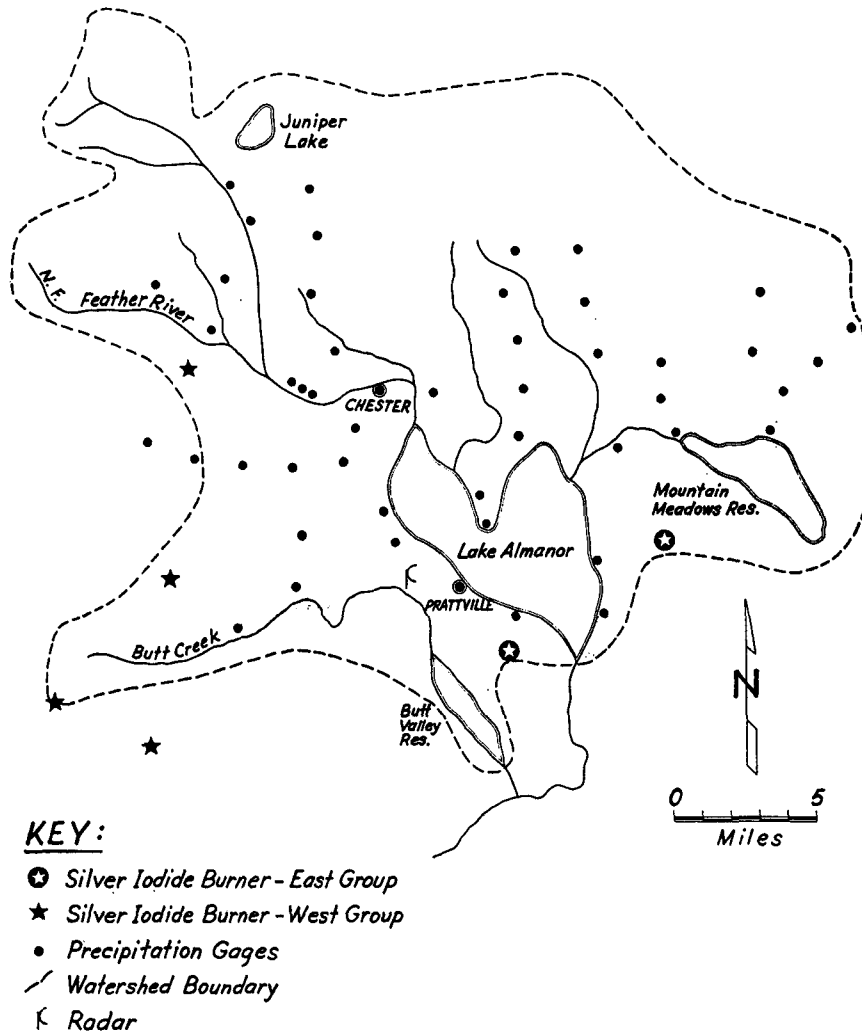 Juniper
Lake
N. F.
Feather River
CHESTER
Mountain
Meadows Res.
Lake Almanor
PRATTVILLE
Butt Creek
Butt
Valley
Res.
N
0 5
Miles
KEY:
Silver Iodide Burner - East Group
Silver Iodide Burner - West Group
Precipitation Gages
Watershed Boundary
Radar